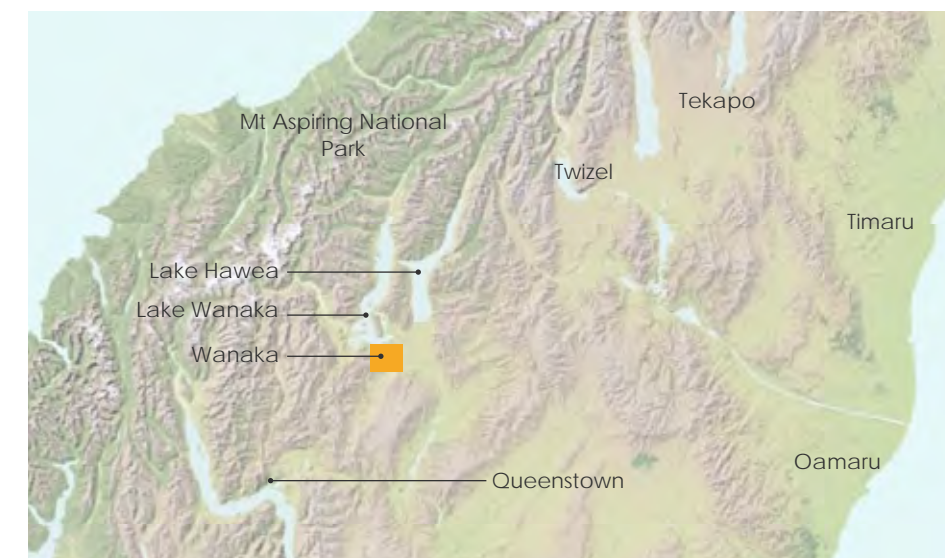 Tekapo
Mt Aspiring National
Park
Twizel
Timaru
Lake Hawea
Lake Wanaka
Wanaka
Oamaru
Queenstown